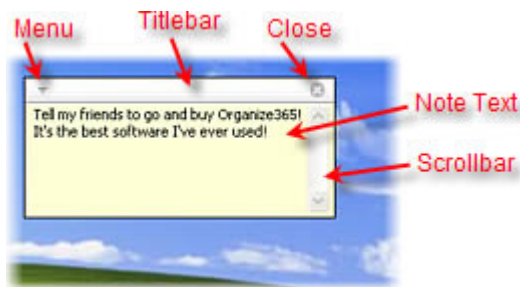 Menu
Titlebar
Close
Tell my friends to go and buy Organize365!
It's the best software I've ever used!
Note Text
Scrollbar